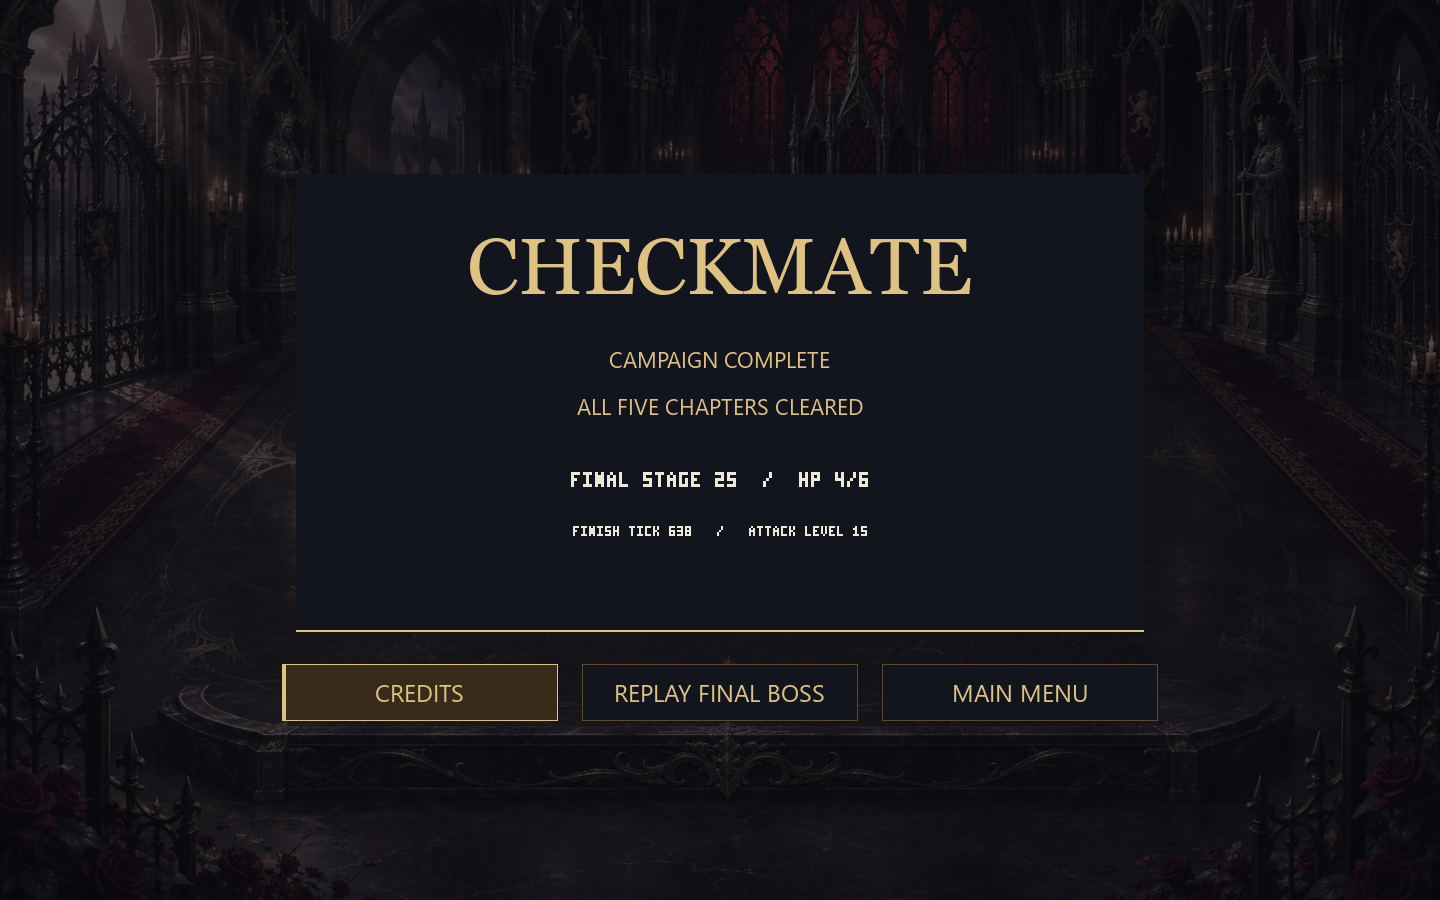 CHECKMATE
CAMPAIGN COMPLETE
ALL FIVE CHAPTERS CLEARED
FINAL STAGE 25 / HP 4/6
FINISH TICK 638 / ATTACK LEVEL 15
CREDITS
REPLAY FINAL BOSS
MAIN MENU